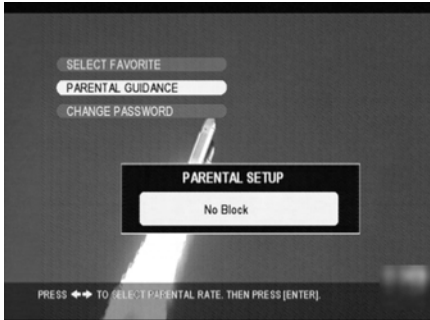 SELECT FAVORITE
PARENTAL GUIDANCE
CHANGE PASSWORD
PARENTAL SETUP
No Block
PRESS ⬅➡ TO SELECT PARENTAL RATE. THEN PRESS [ENTER].